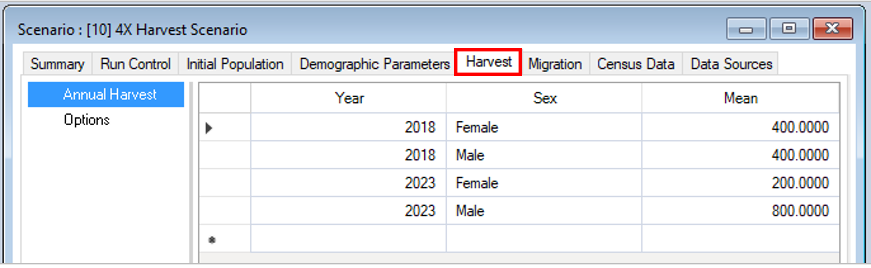 Scenario : [10] 4X Harvest Scenario
Summary Run Control Initial Population Demographic Parameters Harvest Migration Census Data Data Sources
Annual Harvest
Options
Year Sex Mean
2018 Female 400.0000
2018 Male 400.0000
2023 Female 200.0000
2023 Male 800.0000